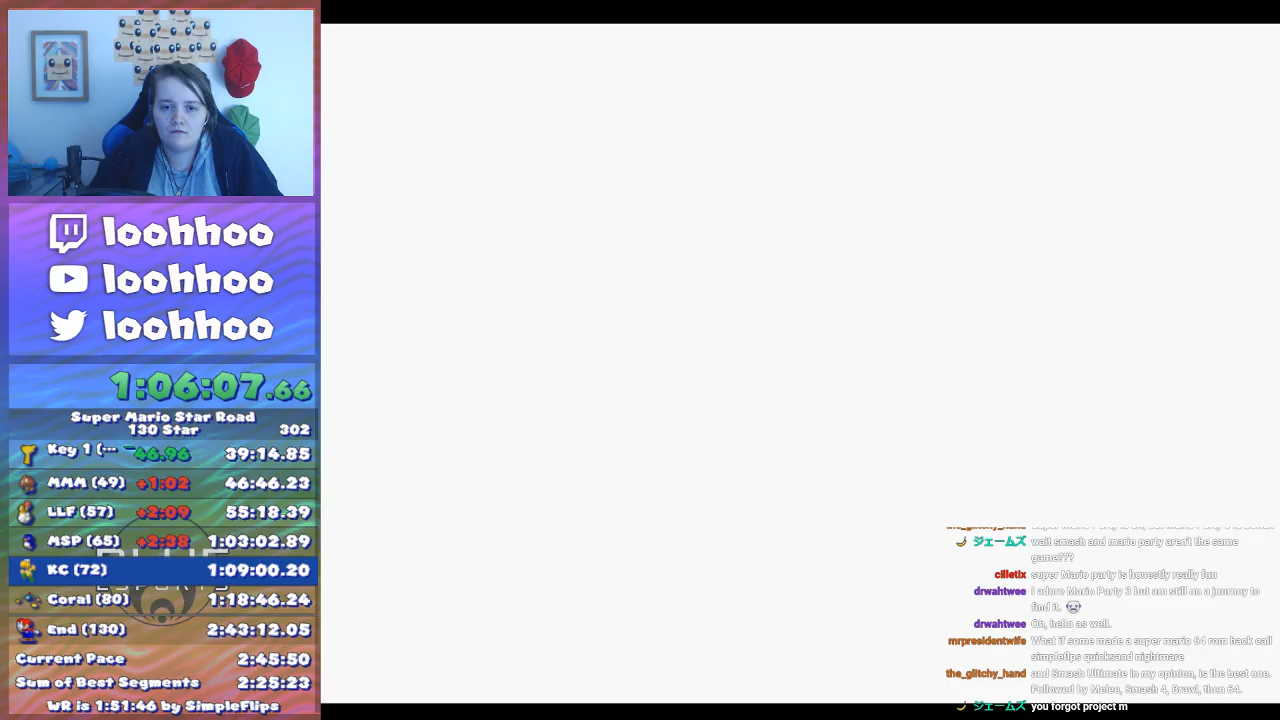 loohhoo
loohhoo
loohhoo
1:06:07.66
Super Mario Star Road
130 Star 302
Key 1 (--- -46.96 39:14.85
MMM (49) +1:02 46:46.23
LLF (57) +2:09 55:18.39
MSP (65) +2:38 1:03:02.89
KC (72) 1:09:00.20
Coral (80) 1:18:46.24
End (130) 2:43:12.05
Current Pace 2:45:50
Sum of Best Segments 2:25:23
WR is 1:51:46 by SimpleFlips
ジェームズ wait smash and mario party aren't the same
game???
cilletix super Mario party is honestly really fun
drwahtwee I adore Mario Party 3 but am still on a journey to
find it.
drwahtwee Oh, hello as well.
mrpresidentwife What if some made a super mario 64 rom hack call
simpleflips quicksand nightmare
the_glitchy_hand and Smash Ultimate in my opinion, is the best one.
Followed by Melee, Smash 4, Brawl, then 64.
ジェームズ you forgot project m